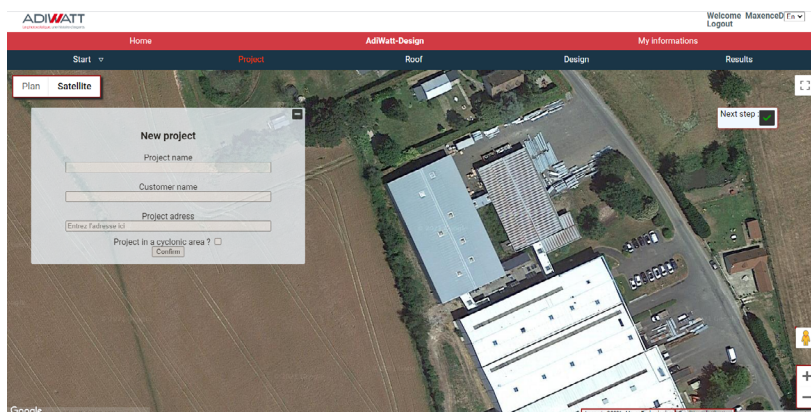 ADIWATT
Welcome MaxenceD En
Logout
Home AdiWatt-Design My informations
Start Project Roof Design Results
Plan Satellite
Next step :
New project
Project name
Customer name
Project adress
Entrez l'adresse ici
Project in a cyclonic area ?
Confirm
Google